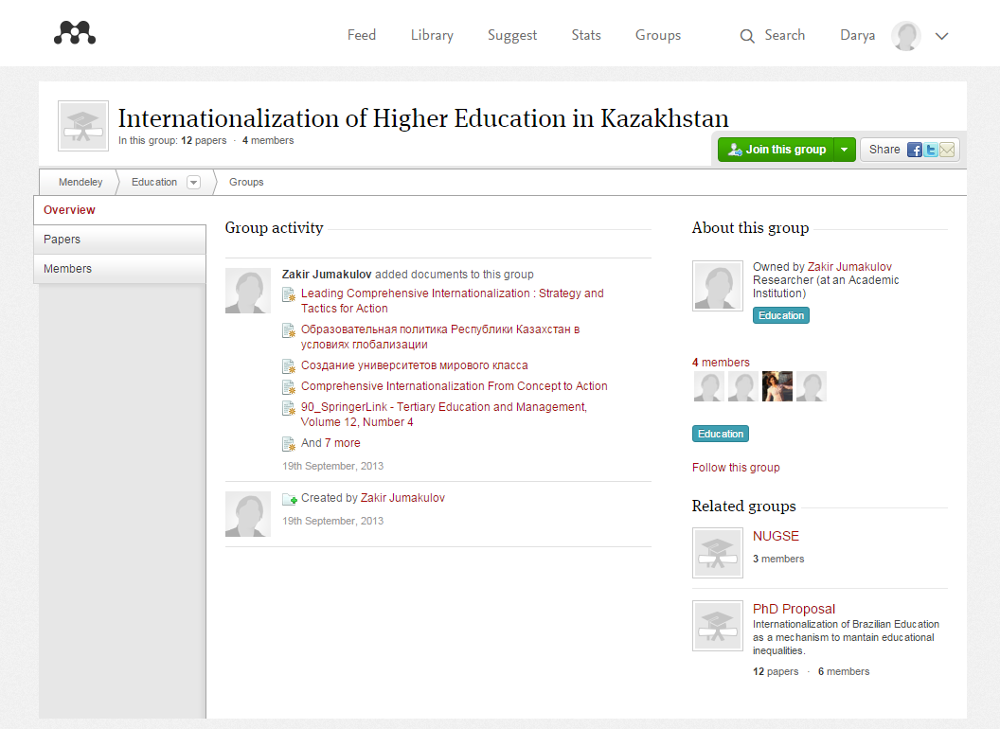 Feed Library Suggest Stats Groups Search Darya
Internationalization of Higher Education in Kazakhstan
In this group: 12 papers · 4 members
Join this group Share
Mendeley Education Groups
Overview
Papers
Members
Group activity
Zakir Jumakulov added documents to this group
Leading Comprehensive Internationalization : Strategy and
Tactics for Action
Образовательная политика Республики Казахстан в
условиях глобализации
Создание университетов мирового класса
Comprehensive Internationalization From Concept to Action
90_SpringerLink - Tertiary Education and Management,
Volume 12, Number 4
And 7 more
19th September, 2013
Created by Zakir Jumakulov
19th September, 2013
About this group
Owned by Zakir Jumakulov
Researcher (at an Academic
Institution)
Education
4 members
Education
Follow this group
Related groups
NUGSE
3 members
PhD Proposal
Internationalization of Brazilian Education
as a mechanism to mantain educational
inequalities.
12 papers · 6 members